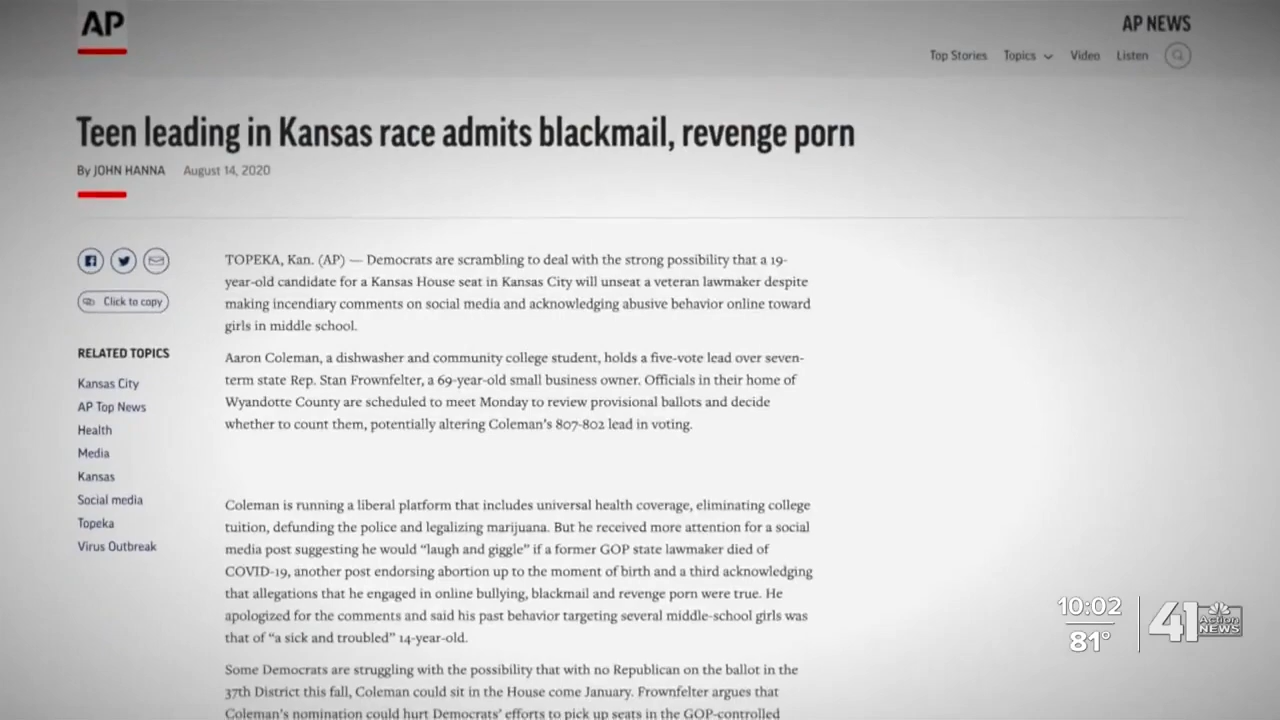 AP
AP NEWS
Top Stories Topics Video Listen
Teen leading in Kansas race admits blackmail, revenge porn
By JOHN HANNA August 14, 2020
Click to copy
RELATED TOPICS
Kansas City
AP Top News
Health
Media
Kansas
Social media
Topeka
Virus Outbreak
TOPEKA, Kan. (AP) — Democrats are scrambling to deal with the strong possibility that a 19-
year-old candidate for a Kansas House seat in Kansas City will unseat a veteran lawmaker despite
making incendiary comments on social media and acknowledging abusive behavior online toward
girls in middle school.
Aaron Coleman, a dishwasher and community college student, holds a five-vote lead over seven-
term state Rep. Stan Frownfelter, a 69-year-old small business owner. Officials in their home of
Wyandotte County are scheduled to meet Monday to review provisional ballots and decide
whether to count them, potentially altering Coleman's 807-802 lead in voting.
Coleman is running a liberal platform that includes universal health coverage, eliminating college
tuition, defunding the police and legalizing marijuana. But he received more attention for a social
media post suggesting he would “laugh and giggle” if a former GOP state lawmaker died of
COVID-19, another post endorsing abortion up to the moment of birth and a third acknowledging
that allegations that he engaged in online bullying, blackmail and revenge porn were true. He
apologized for the comments and said his past behavior targeting several middle-school girls was
that of “a sick and troubled” 14-year-old.
Some Democrats are struggling with the possibility that with no Republican on the ballot in the
37th District this fall, Coleman could sit in the House come January. Frownfelter argues that
Coleman's nomination could hurt Democrats' efforts to pick up seats in the GOP-controlled
10:02
81°
41 Action NEWS